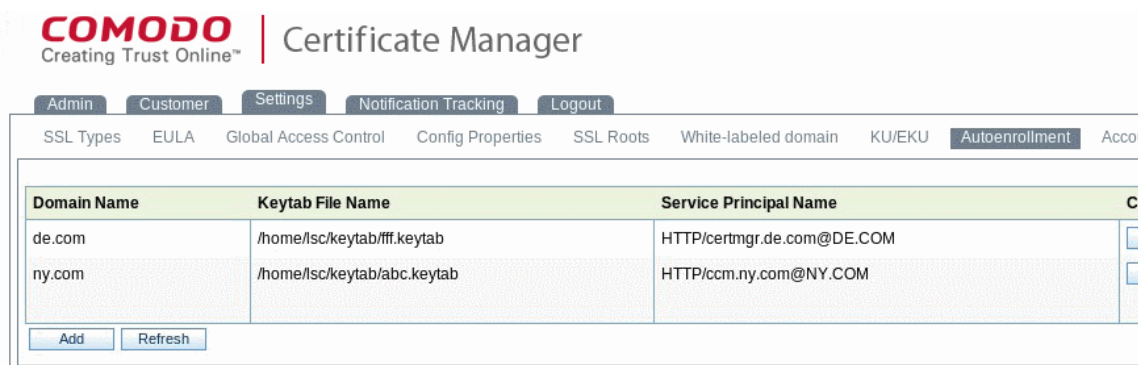 COMODO
Creating Trust Online™
Certificate Manager
Admin Customer Settings Notification Tracking Logout
SSL Types EULA Global Access Control Config Properties SSL Roots White-labeled domain KU/EKU Autoenrollment
Domain Name Keytab File Name Service Principal Name
de.com /home/lsc/keytab/fff.keytab HTTP/certmgr.de.com@DE.COM
ny.com /home/lsc/keytab/abc.keytab HTTP/ccm.ny.com@NY.COM
Add Refresh